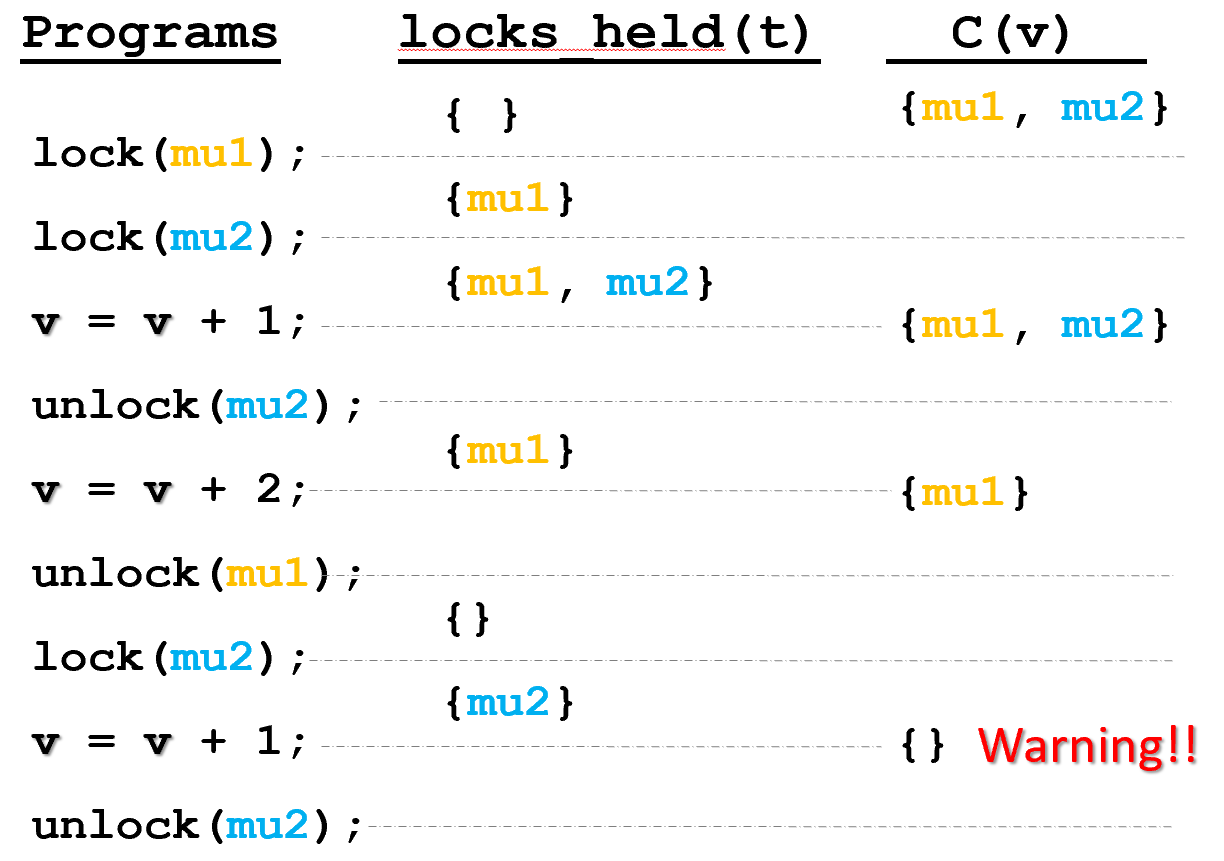 Programs locks_held(t) C(v)
{ } {mu1, mu2}
lock(mu1);
{mu1}
lock(mu2);
{mu1, mu2}
v = v + 1; {mu1, mu2}
unlock(mu2);
{mu1}
v = v + 2; {mu1}
unlock(mu1);
{}
lock(mu2);
{mu2}
v = v + 1; {} Warning!!
unlock(mu2);